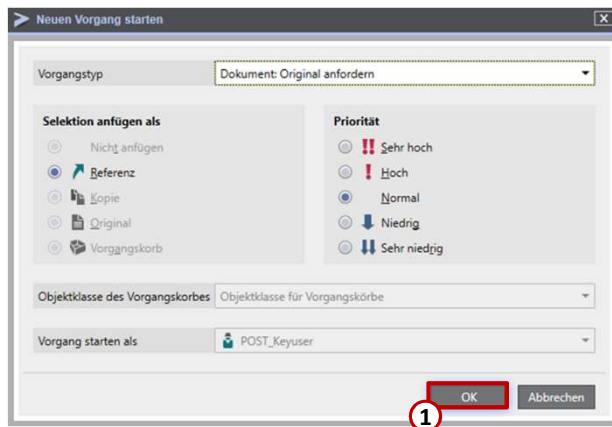 Neuen Vorgang starten
Vorgangstyp
Dokument: Original anfordern
Selektion anfügen als
Nicht anfügen
Referenz
Kopie
Original
Vorgangskorb
Priorität
Sehr hoch
Hoch
Normal
Niedrig
Sehr niedrig
Objektklasse des Vorgangskorbes
Objektklasse für Vorgangskörbe
Vorgang starten als
POST_Keyuser
OK
Abbrechen
1